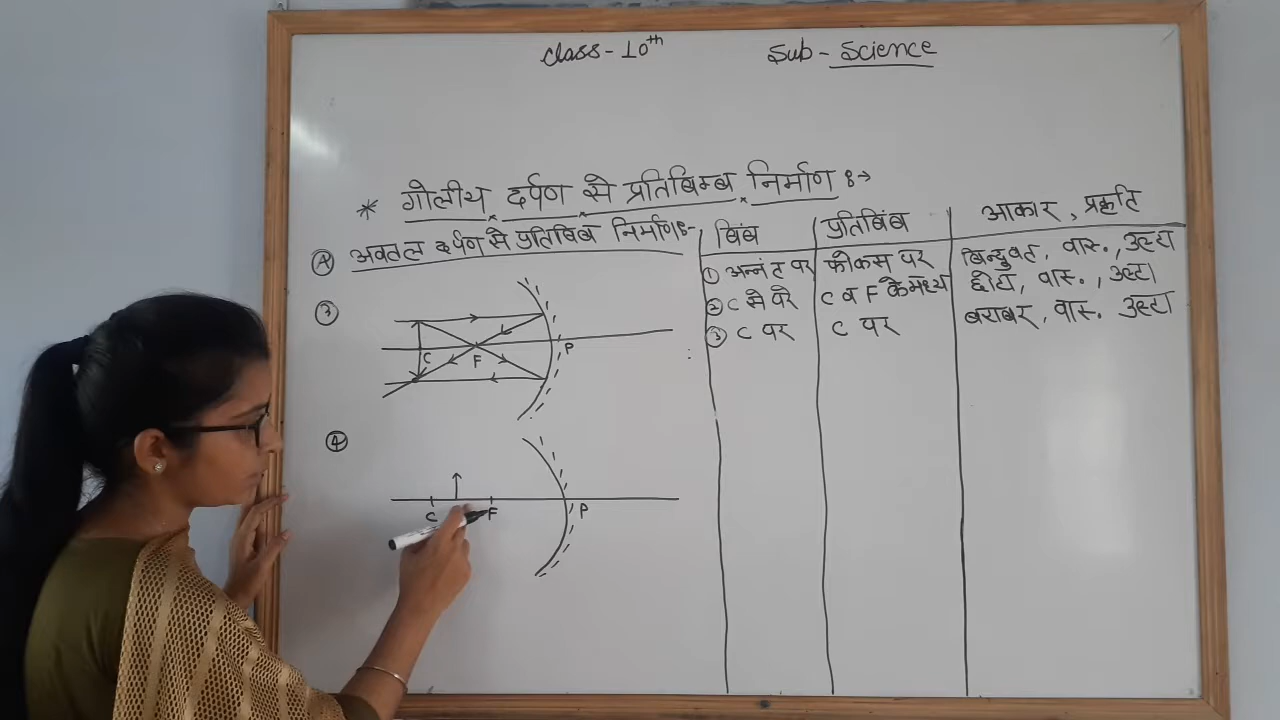 Class-10th Sub-Science
* गोलीय दर्पण से प्रतिबिम्ब निर्माण :→
(A) अवतल दर्पण से प्रतिबिंब निर्माण:-
बिंब प्रतिबिंब आकार, प्रकृति
① अन्नंत पर फोकस पर बिन्दुवत, वास., उल्टा
② C से परे C व F के मध्य छोटा, वास., उल्टा
③ C पर C पर बराबर, वास. उल्टा
③
C F P
④
C F P